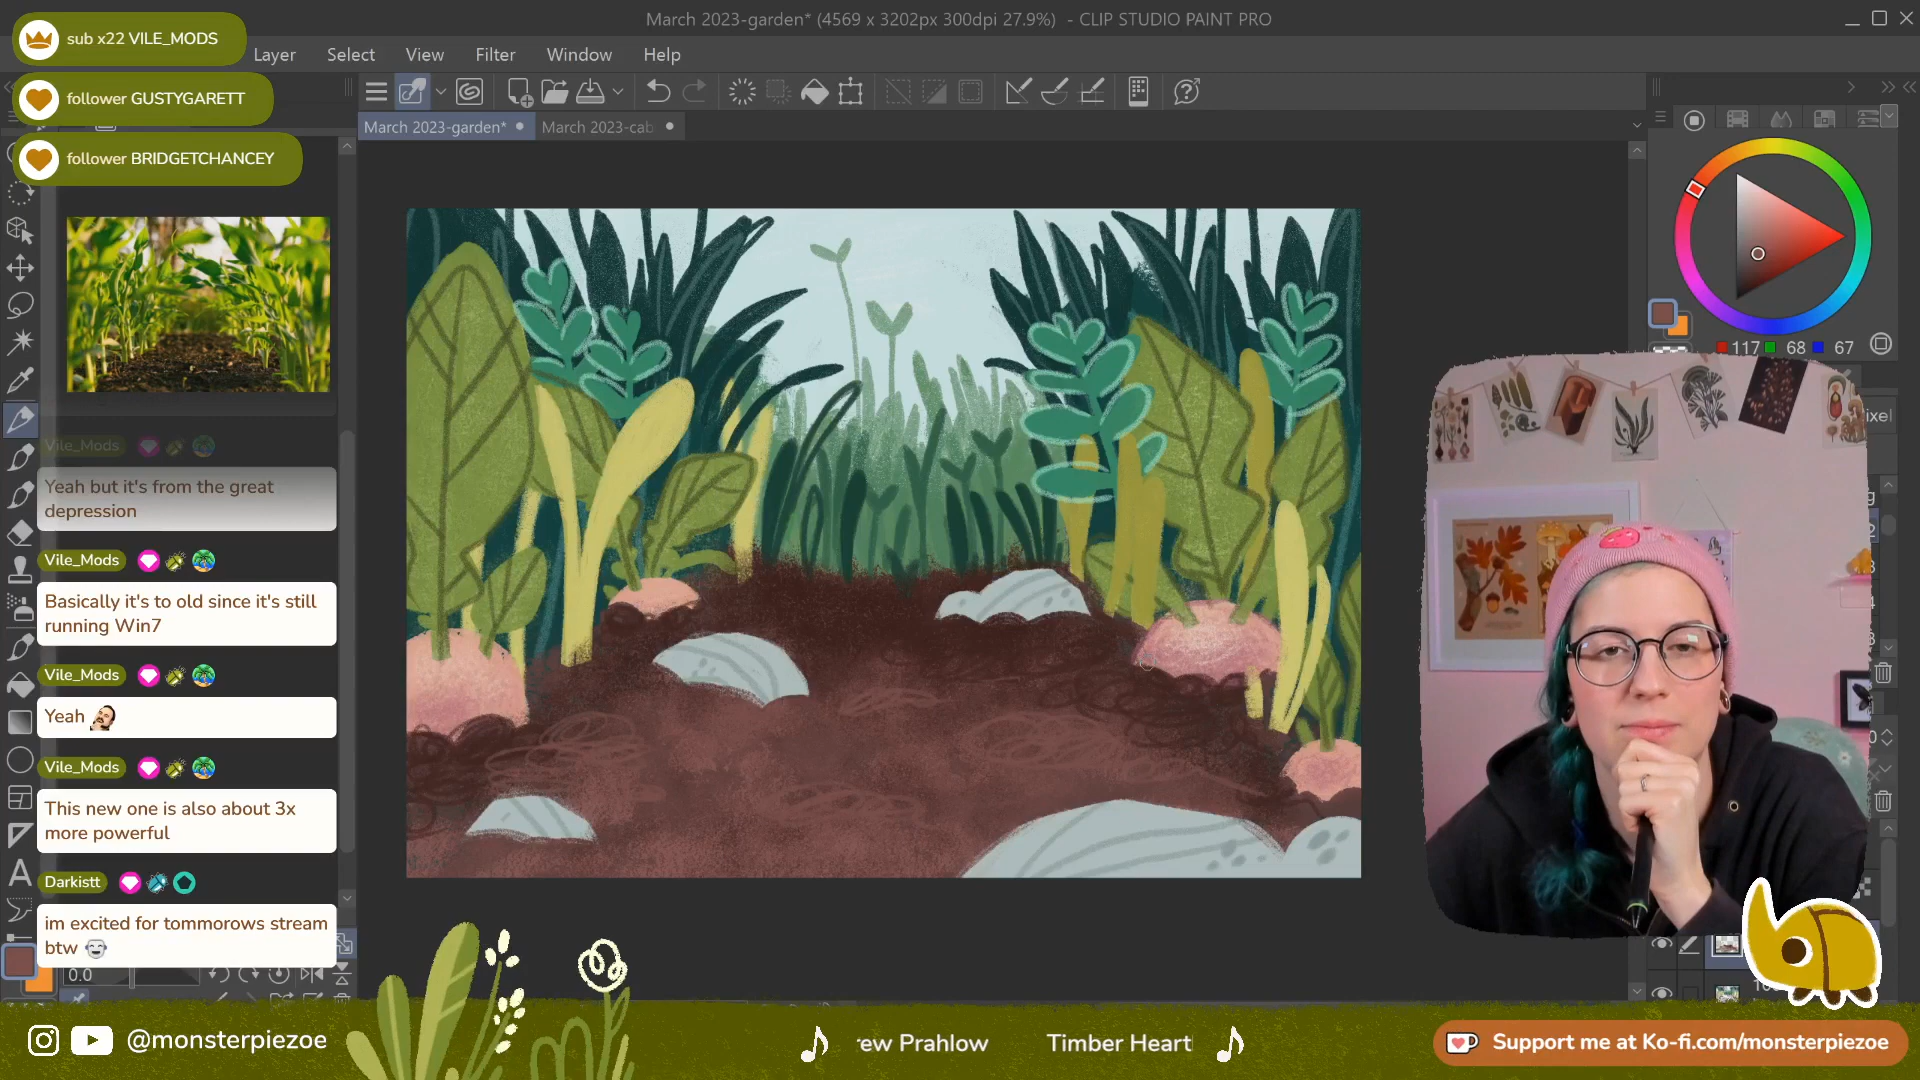 March 2023-garden* (4569 x 3202px 300dpi 27.9%) - CLIP STUDIO PAINT PRO
sub x22 VILE_MODS
Layer Select View Filter Window Help
follower GUSTYGARETT
March 2023-garden* March 2023-cab
follower BRIDGETCHANCEY
117 68 67
Vile_Mods
Yeah but it's from the great
depression
Vile_Mods
Basically it's to old since it's still
running Win7
Vile_Mods
Yeah
Vile_Mods
This new one is also about 3x
more powerful
Darkistt
im excited for tommorows stream
btw
0.0
@monsterpiezoe
rew Prahlow
Timber Heart
Support me at Ko-fi.com/monsterpiezoe